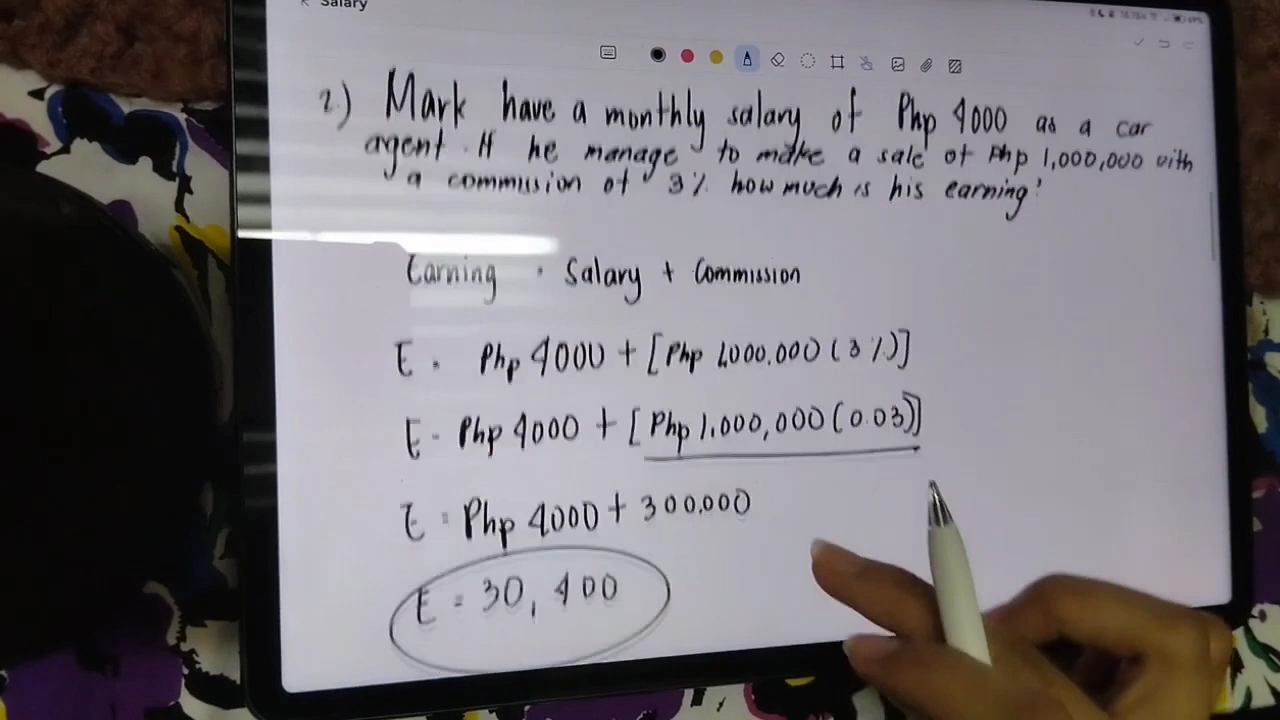 Salary
2.) Mark have a monthly salary of Php 4000 as a car
agent. If he manage to make a sale of Php 1,000,000 with
a commission of 3% how much is his earning?
Earning = Salary + Commission
E = Php 4000 + [Php 1,000,000 (3%)]
E = Php 4000 + [Php 1,000,000 (0.03)]
E = Php 4000 + 300,000
E = 30,400